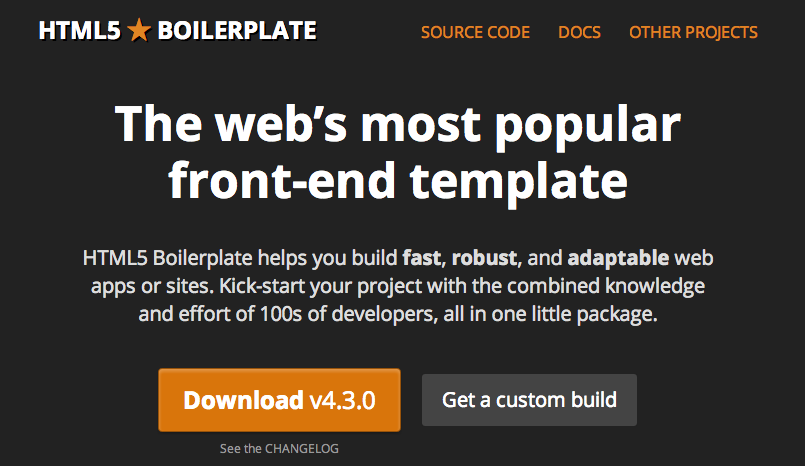 HTML5 ★ BOILERPLATE
SOURCE CODE DOCS OTHER PROJECTS
The web’s most popular
front-end template
HTML5 Boilerplate helps you build fast, robust, and adaptable web
apps or sites. Kick-start your project with the combined knowledge
and effort of 100s of developers, all in one little package.
Download v4.3.0
Get a custom build
See the CHANGELOG